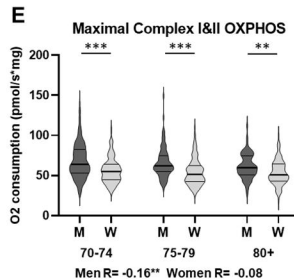 E
Maximal Complex I&II OXPHOS
O2 consumption (pmol/s*mg)
200
150
100
50
0
*** *** **
M W M W M W
70-74 75-79 80+
Men R= -0.16** Women R= -0.08